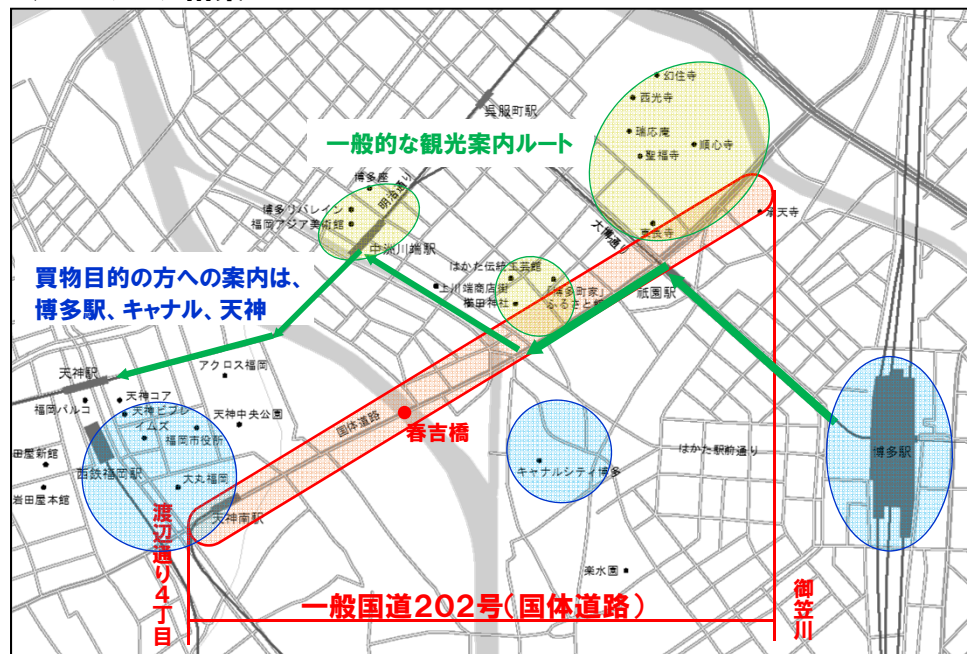 幻住寺
西光寺
呉服町駅
瑞応庵
順心寺
一般的な観光案内ルート
聖福寺
博多座
明治通り
博多リバレイン
福岡アジア美術館
承天寺
東長寺
大博通り
中洲川端駅
はかた伝統工芸館
買物目的の方への案内は、
博多駅、キャナル、天神
上川端商店街
「博多町家」
ふるさと館
祇園駅
櫛田神社
アクロス福岡
天神駅
天神コア
福岡パルコ
天神ビブレ
イムズ
天神中央公園
福岡市役所
国体道路
春吉橋
はかた駅前通り
博多駅
田屋新館
西鉄福岡駅
キャナルシティ博多
大丸福岡
岩田屋本館
天神南駅
渡辺通り4丁目
楽水園
一般国道202号(国体道路)
御笠川